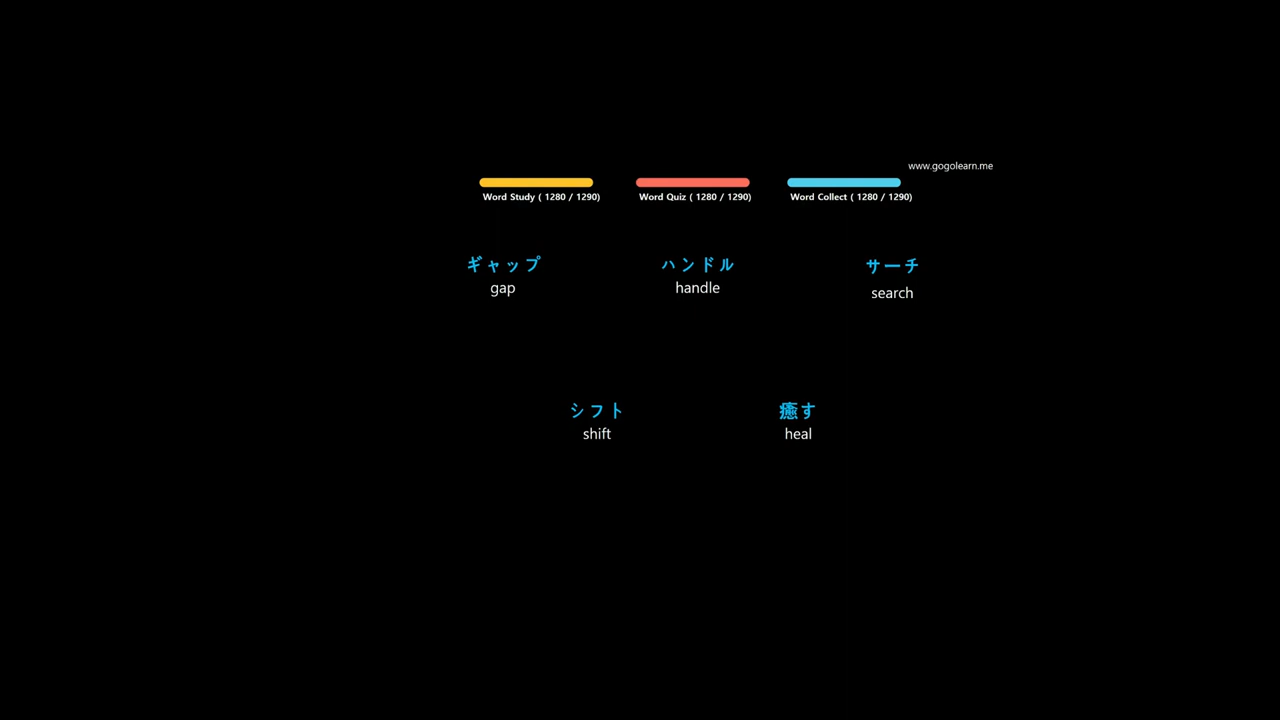 www.gogolearn.me
Word Study ( 1280 / 1290)
Word Quiz ( 1280 / 1290)
Word Collect ( 1280 / 1290)
ギャップ
gap
ハンドル
handle
サーチ
search
シフト
shift
癒す
heal